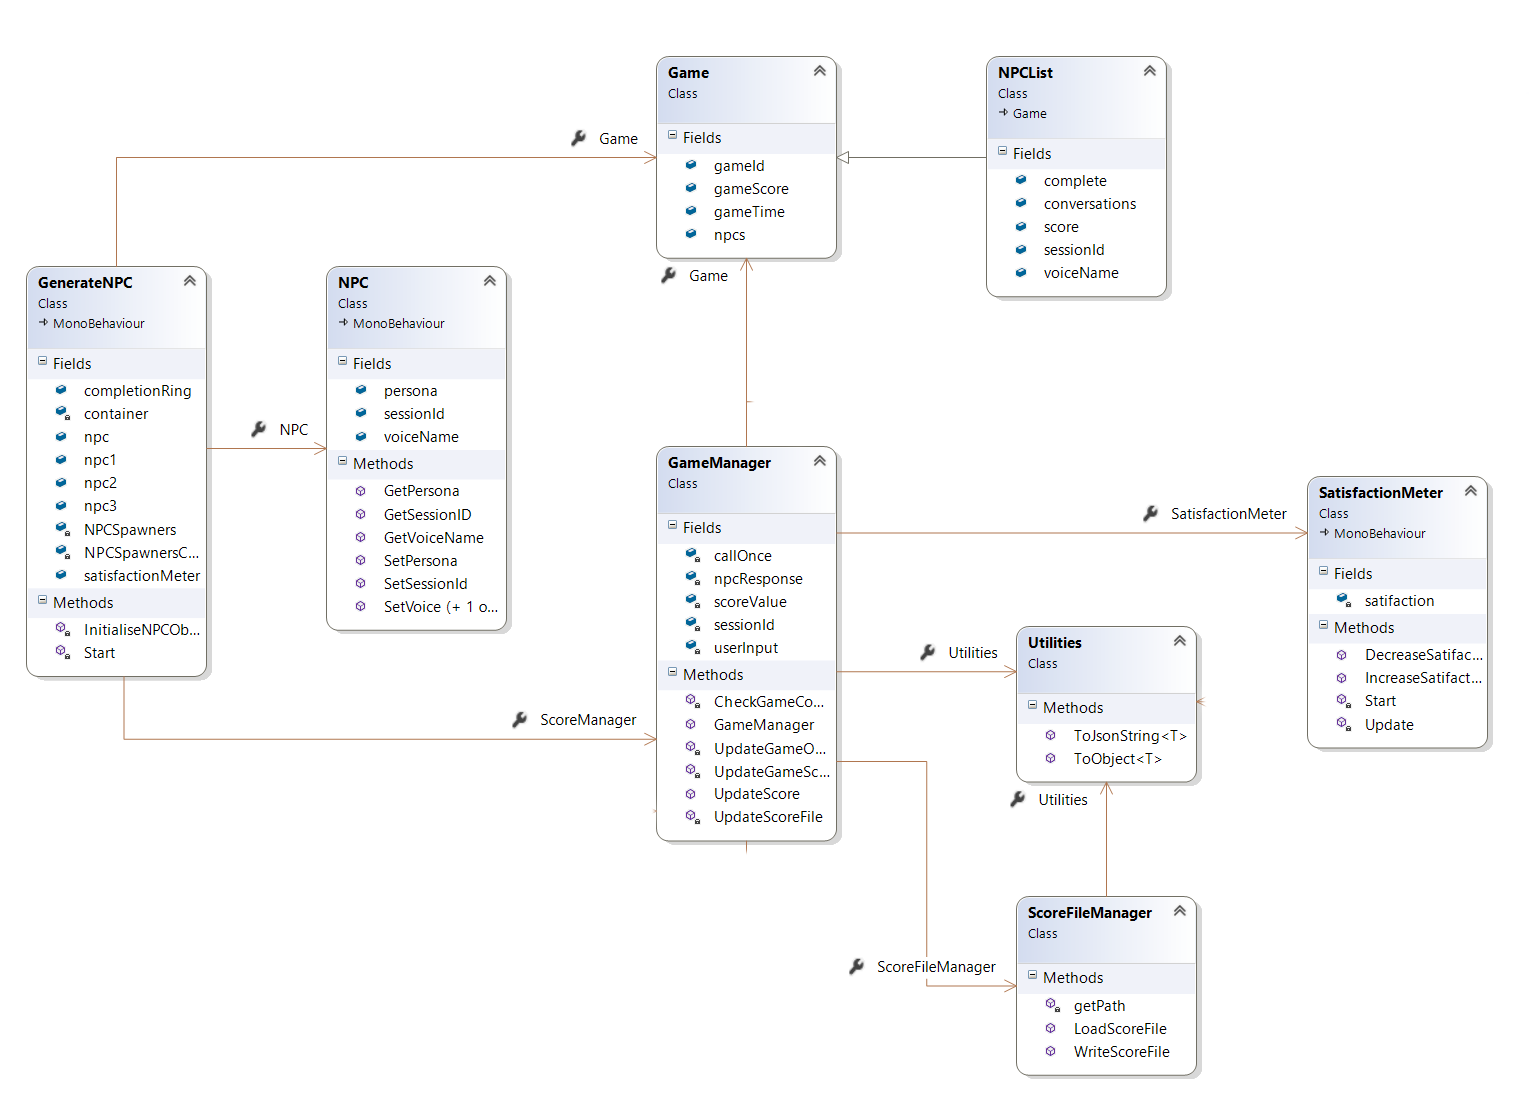 Game
Class
Fields
gameId
gameScore
gameTime
npcs
NPCList
Class
Game
Fields
complete
conversations
score
sessionId
voiceName
Game
Game
GenerateNPC
Class
MonoBehaviour
Fields
completionRing
container
npc
npc1
npc2
npc3
NPCSpawners
NPCSpawnersC...
satisfactionMeter
Methods
InitialiseNPCOb...
Start
NPC
NPC
Class
MonoBehaviour
Fields
persona
sessionId
voiceName
Methods
GetPersona
GetSessionID
GetVoiceName
SetPersona
SetSessionId
SetVoice (+ 1 o...
ScoreManager
GameManager
Class
Fields
callOnce
npcResponse
scoreValue
sessionId
userInput
Methods
CheckGameCo...
GameManager
UpdateGameO...
UpdateGameSc...
UpdateScore
UpdateScoreFile
SatisfactionMeter
SatisfactionMeter
Class
MonoBehaviour
Fields
satifaction
Methods
DecreaseSatifac...
IncreaseSatifact...
Start
Update
Utilities
Utilities
Class
Methods
ToJsonString<T>
ToObject<T>
Utilities
ScoreFileManager
ScoreFileManager
Class
Methods
getPath
LoadScoreFile
WriteScoreFile